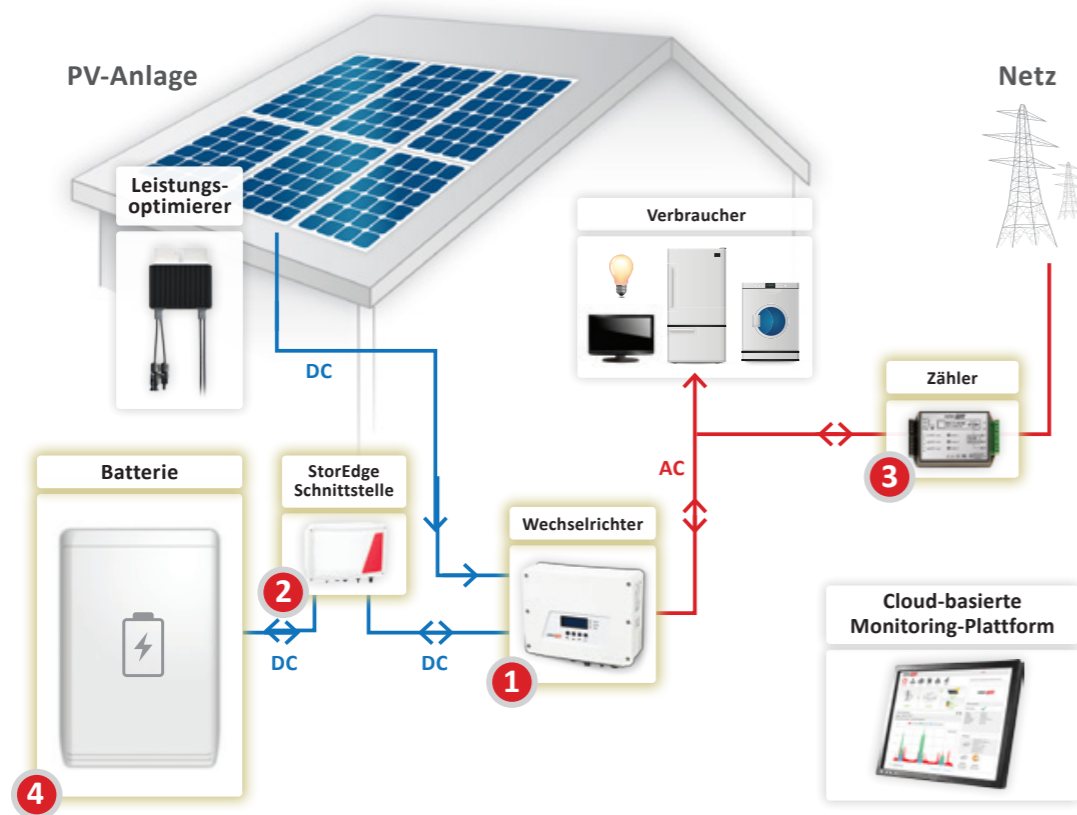 PV-Anlage
Netz
Leistungs-
optimierer
Verbraucher
DC
Zähler
AC
3
Batterie
StorEdge
Schnittstelle
Wechselrichter
2
DC
DC
1
Cloud-basierte
Monitoring-Plattform
4